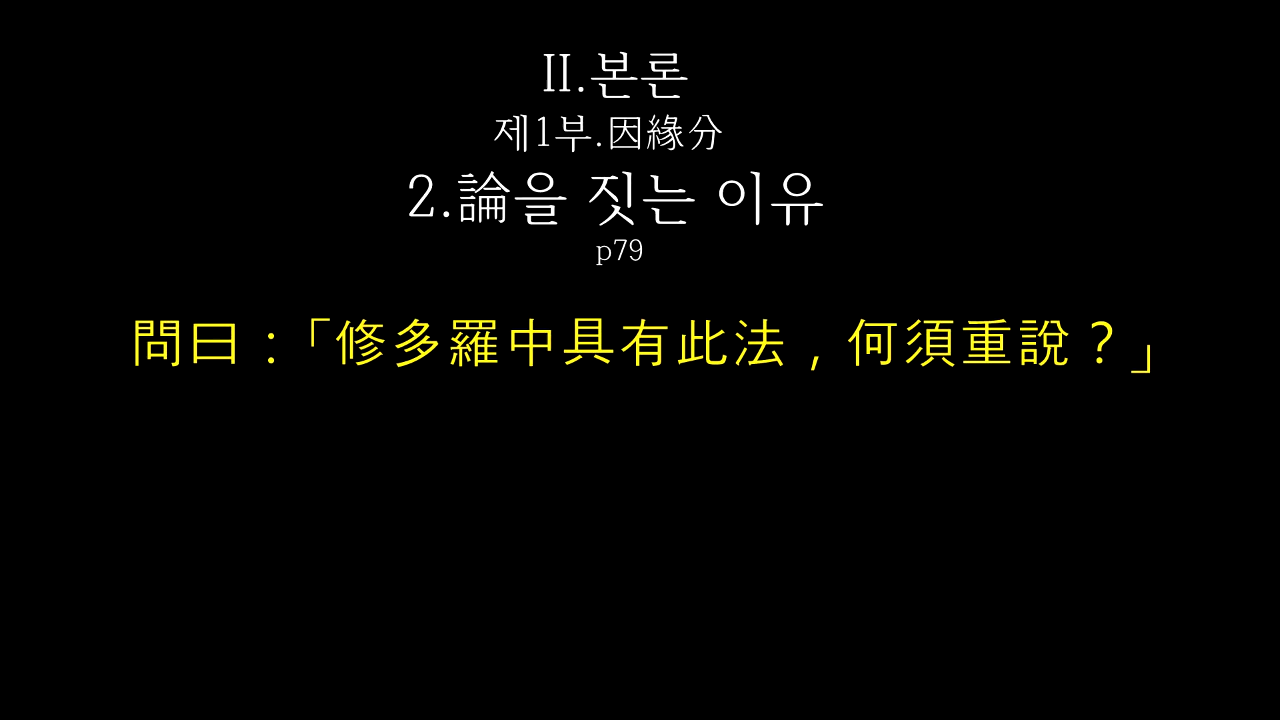 II.본론
제1부.因緣分
2.論을 짓는 이유
p79
問曰：「修多羅中具有此法，何須重說？」